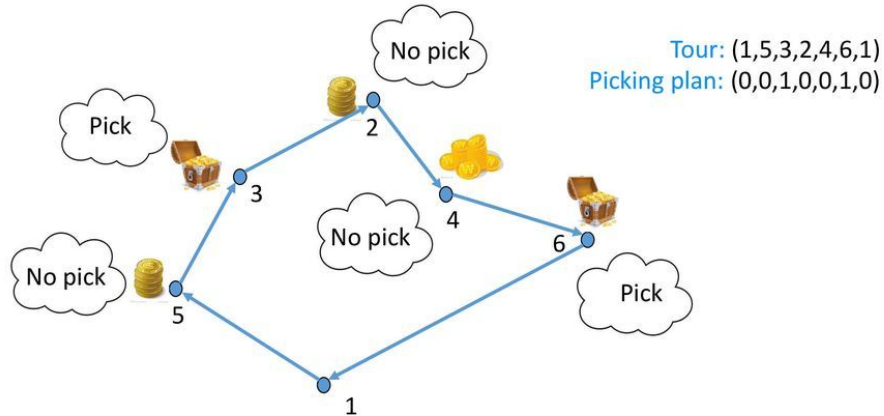 No pick
Tour: (1,5,3,2,4,6,1)
Picking plan: (0,0,1,0,0,1,0)
2
Pick
3
4
No pick
6
No pick
5
Pick
1